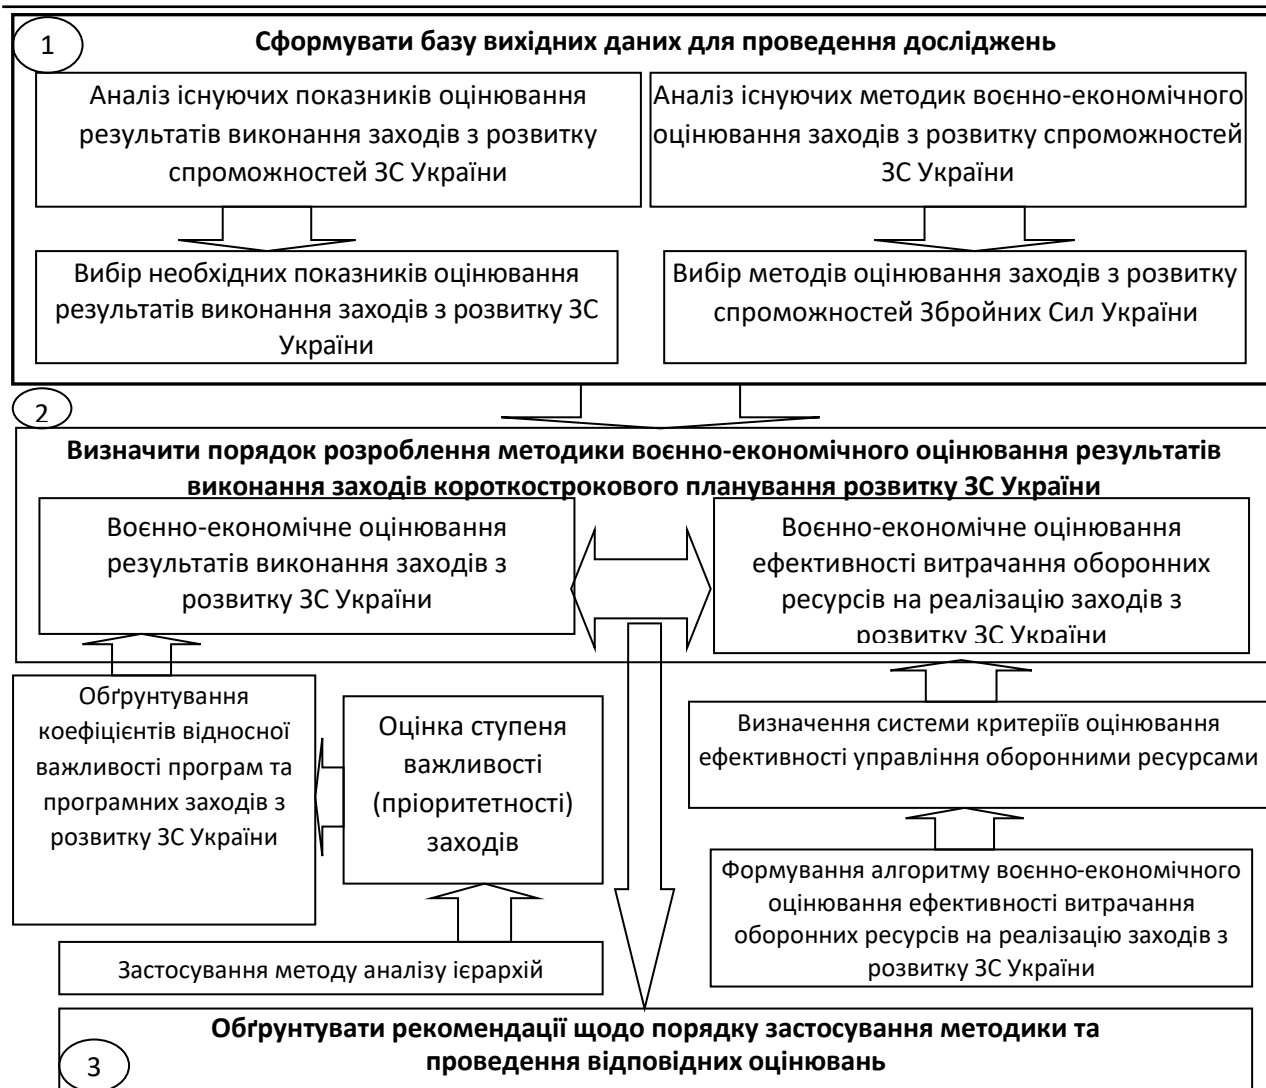 1
Сформувати базу вихідних даних для проведення досліджень
Аналіз існуючих показників оцінювання
результатів виконання заходів з розвитку
спроможностей ЗС України
Аналіз існуючих методик воєнно-економічного
оцінювання заходів з розвитку спроможностей
ЗС України
Вибір необхідних показників оцінювання
результатів виконання заходів з розвитку ЗС
України
Вибір методів оцінювання заходів з розвитку
спроможностей Збройних Сил України
2
Визначити порядок розроблення методики воєнно-економічного оцінювання результатів
виконання заходів короткострокового планування розвитку ЗС України
Воєнно-економічне оцінювання
результатів виконання заходів з
розвитку ЗС України
Воєнно-економічне оцінювання
ефективності витрачання оборонних
ресурсів на реалізацію заходів з
розвитку ЗС України
Обґрунтування
коефіцієнтів відносної
важливості програм та
програмних заходів з
розвитку ЗС України
Оцінка ступеня
важливості
(пріоритетності)
заходів
Визначення системи критеріїв оцінювання
ефективності управління оборонними ресурсами
Формування алгоритму воєнно-економічного
оцінювання ефективності витрачання
оборонних ресурсів на реалізацію заходів з
розвитку ЗС України
Застосування методу аналізу ієрархій
Обґрунтувати рекомендації щодо порядку застосування методики та
проведення відповідних оцінювань
3